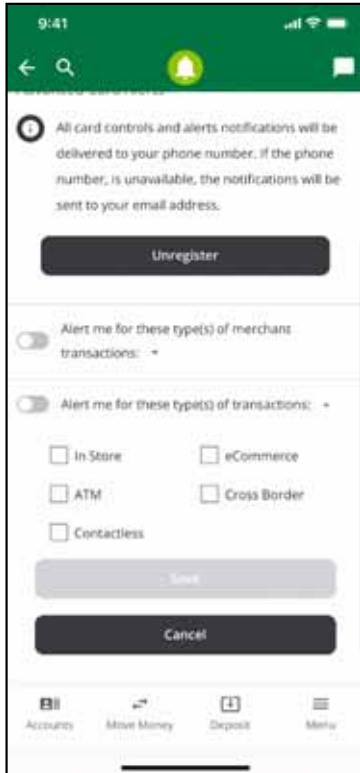 9:41
Advanced Card Alerts
All card controls and alerts notifications will be
delivered to your phone number. If the phone
number, is unavailable, the notifications will be
sent to your email address.
Unregister
Alert me for these type(s) of merchant
transactions:
Alert me for these type(s) of transactions:
In Store
eCommerce
ATM
Cross Border
Contactless
Save
Cancel
Accounts
Move Money
Deposit
Menu